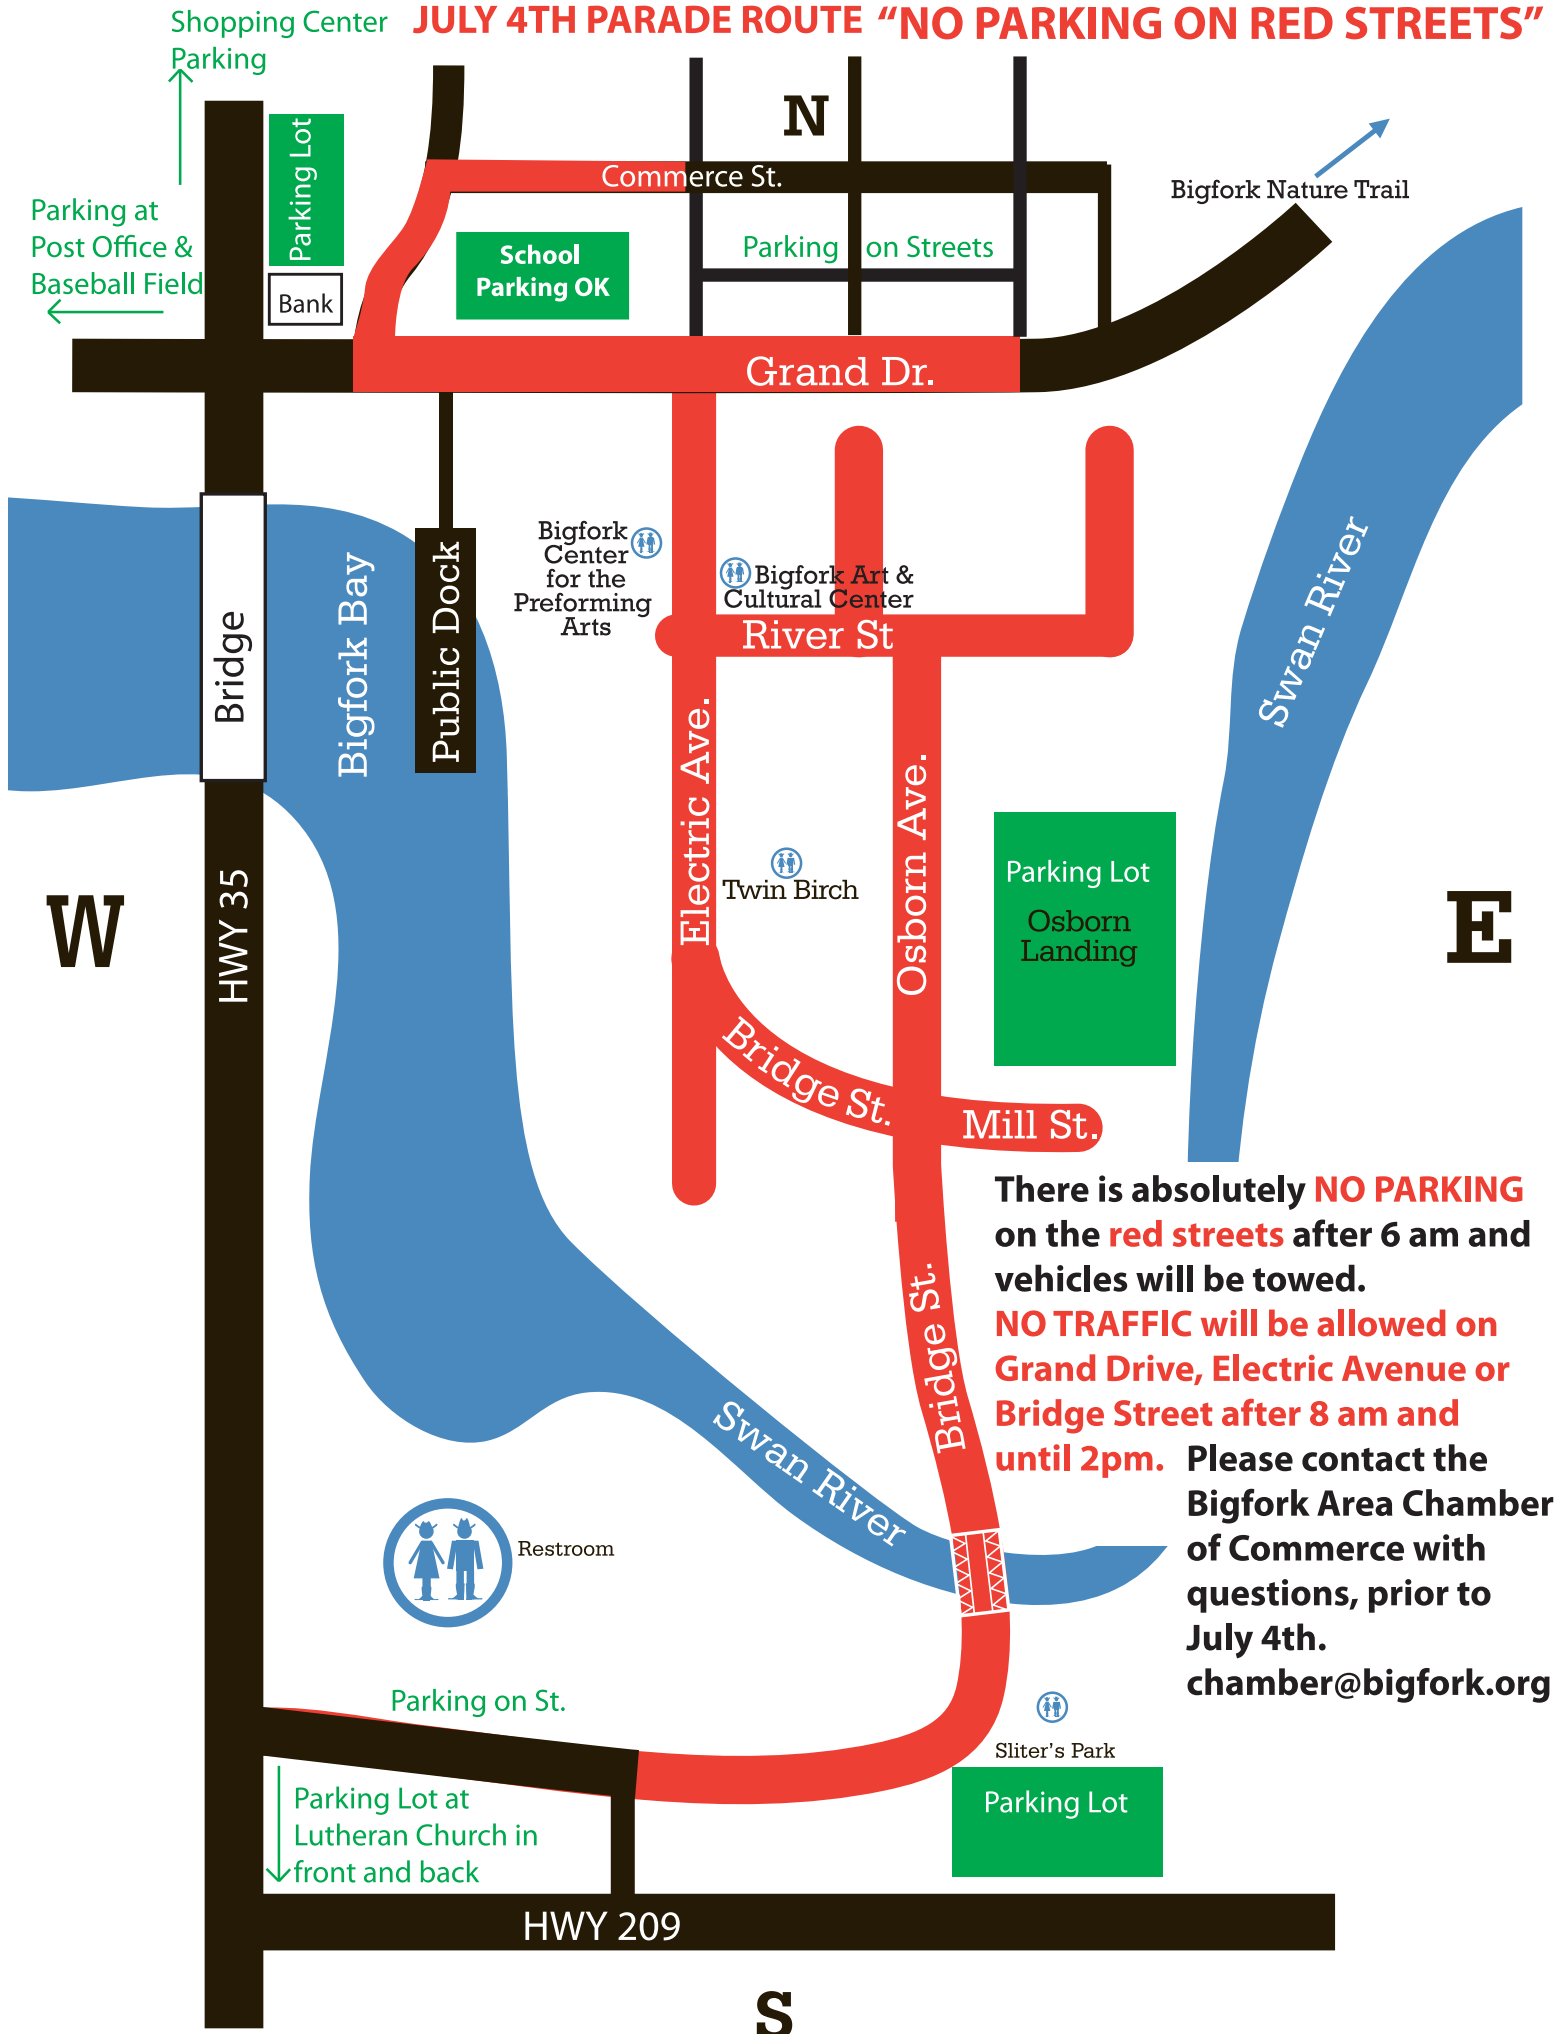 JULY 4TH PARADE ROUTE “NO PARKING ON RED STREETS”
Shopping Center
Parking
N
Parking Lot
Commerce St.
Bigfork Nature Trail
Parking at
Post Office &
Baseball Field
School
Parking OK
Parking on Streets
Bank
Grand Dr.
Bigfork
Center
for the
Preforming
Arts
Bigfork Art &
Cultural Center
River St
Bridge
Bigfork Bay
Public Dock
Swan River
Electric Ave.
Osborn Ave.
Twin Birch
Parking Lot
Osborn
Landing
W
HWY 35
E
Bridge St.
Mill St.
There is absolutely NO PARKING
on the red streets after 6 am and
vehicles will be towed.
NO TRAFFIC will be allowed on
Grand Drive, Electric Avenue or
Bridge Street after 8 am and
until 2pm. Please contact the
Bigfork Area Chamber
of Commerce with
questions, prior to
July 4th.
chamber@bigfork.org
Bridge St.
Swan River
Restroom
Parking on St.
Sliter's Park
Parking Lot
Parking Lot at
Lutheran Church in
front and back
HWY 209
S